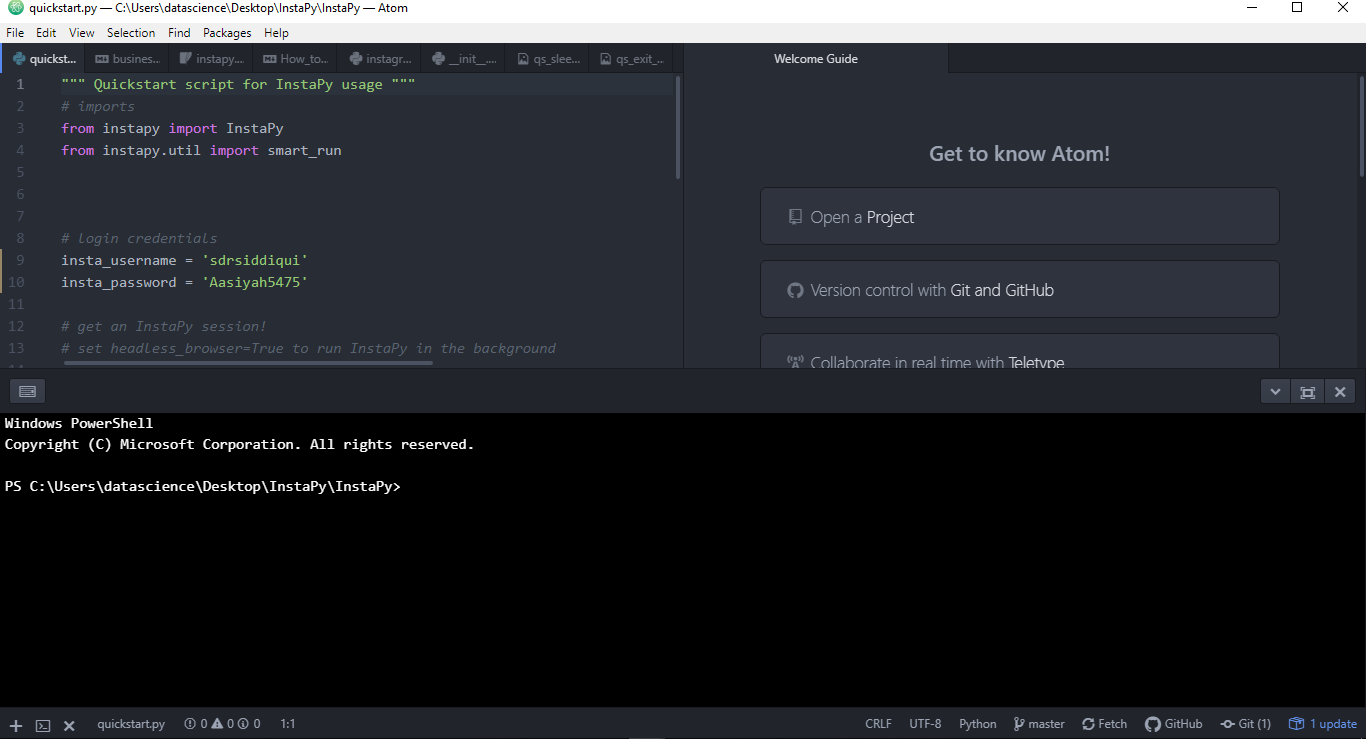 quickstart.py — C:\Users\datascience\Desktop\InstaPy\InstaPy — Atom
File Edit View Selection Find Packages Help
quickst... busines... instapy.... How_to... instagr... __init__.... qs_slee... qs_exit_...
1 """ Quickstart script for InstaPy usage """
2 # imports
3 from instapy import InstaPy
4 from instapy.util import smart_run
5
6
7
8 # login credentials
9 insta_username = 'sdrsiddiqui'
10 insta_password = 'Aasiyah5475'
11
12 # get an InstaPy session!
13 # set headless_browser=True to run InstaPy in the background
Welcome Guide
Get to know Atom!
Open a Project
Version control with Git and GitHub
Collaborate in real time with Teletype
Windows PowerShell
Copyright (C) Microsoft Corporation. All rights reserved.
PS C:\Users\datascience\Desktop\InstaPy\InstaPy>
quickstart.py 0 0 0 1:1 CRLF UTF-8 Python master Fetch GitHub Git (1) 1 update